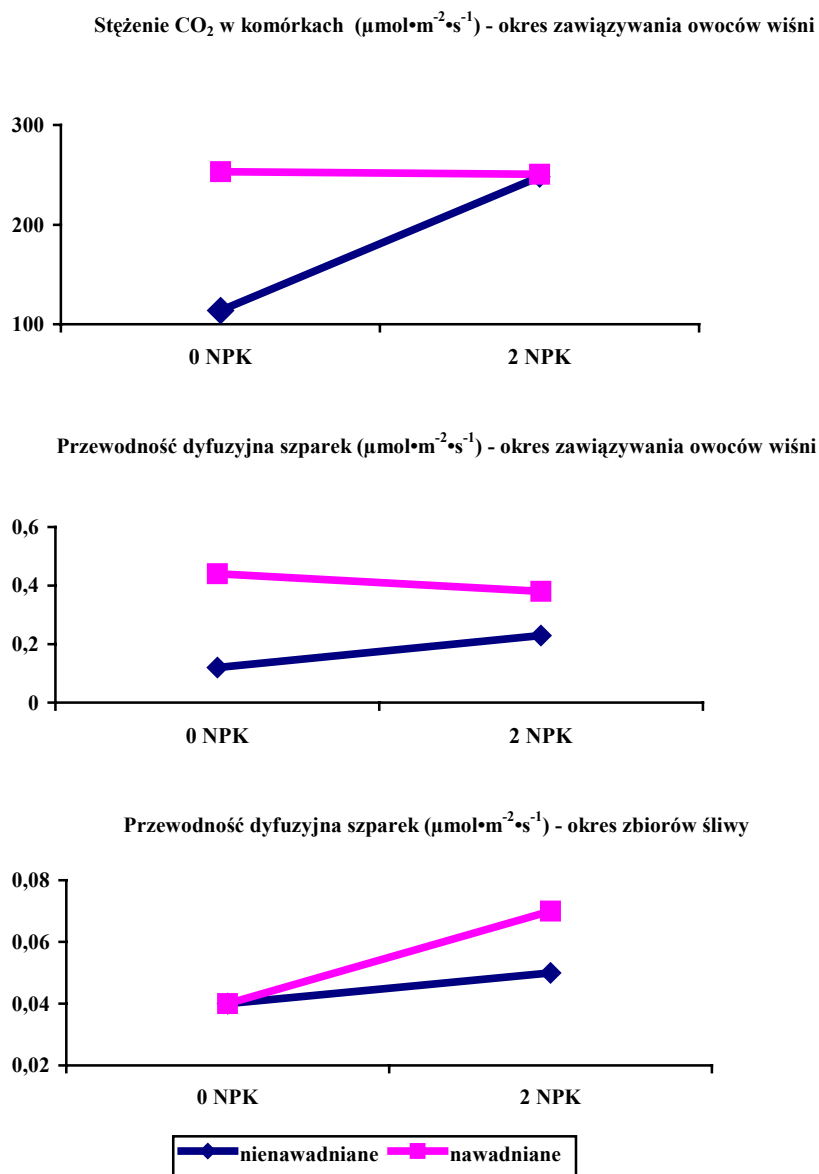 Stężenie CO₂ w komórkach (µmol•m⁻²•s⁻¹) - okres zawiązywania owoców wiśni
300
200
100
0 NPK 2 NPK
Przewodność dyfuzyjna szparek (µmol•m⁻²•s⁻¹) - okres zawiązywania owoców wiśni
0,6
0,4
0,2
0
0 NPK 2 NPK
Przewodność dyfuzyjna szparek (µmol•m⁻²•s⁻¹) - okres zbiorów śliwy
0,08
0,06
0,04
0,02
0 NPK 2 NPK
nienawadniane nawadniane